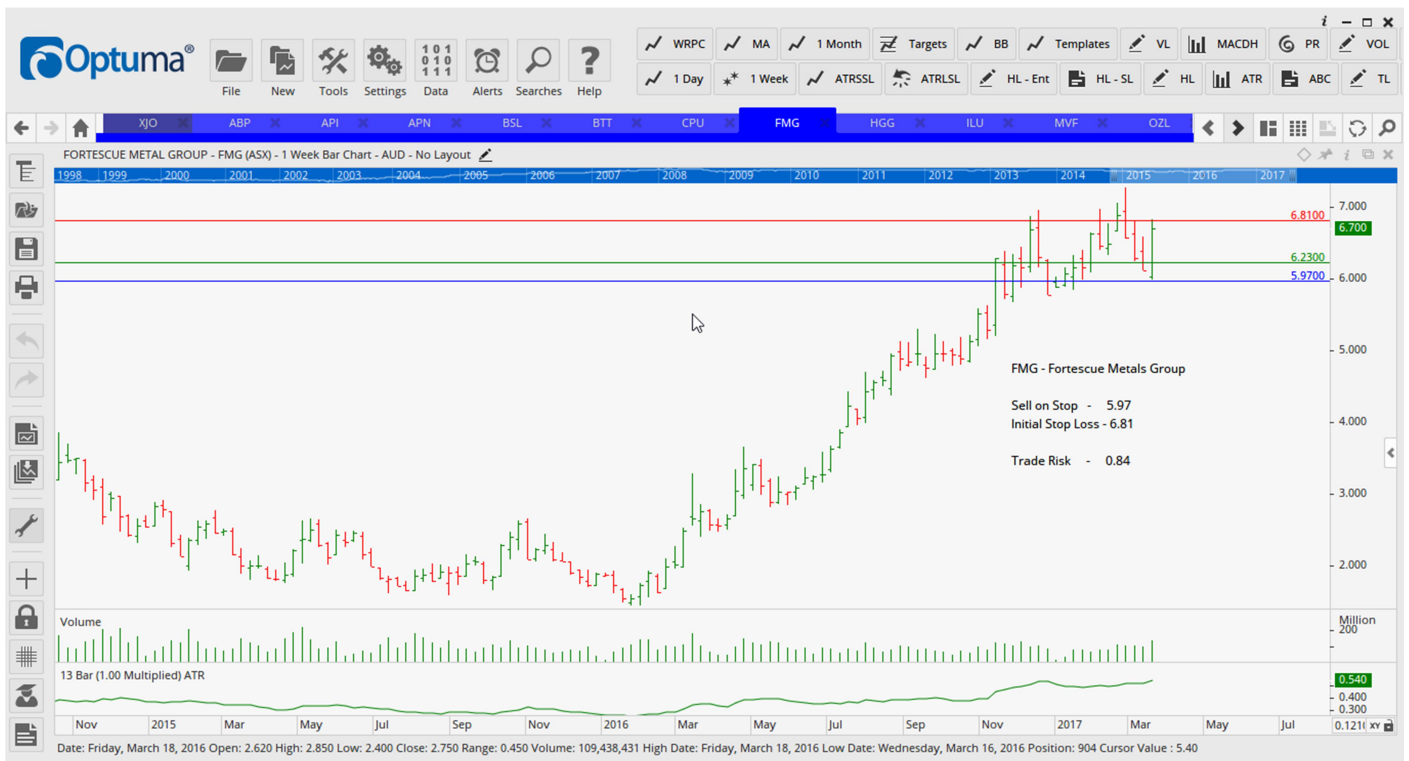 Optuma®
File New Tools Settings Data Alerts Searches Help
WRPC MA 1 Month Targets BB Templates VL MACDH PR VOL
1 Day 1 Week ATRSSL ATRLSL HL - Ent HL - SL HL ATR ABC TL
XJO ABP API APN BSL BTT CPU FMG HGG ILU MVF OZL
FORTESCUE METAL GROUP - FMG (ASX) - 1 Week Bar Chart - AUD - No Layout
1998 1999 2000 2001 2002 2003 2004 2005 2006 2007 2008 2009 2010 2011 2012 2013 2014 2015 2016 2017
7.000
6.8100
6.700
6.2300
5.9700
6.000
5.000
FMG - Fortescue Metals Group
Sell on Stop - 5.97
Initial Stop Loss - 6.81
4.000
Trade Risk - 0.84
3.000
2.000
Volume
Million
200
13 Bar (1.00 Multiplied) ATR
0.540
0.400
0.300
Nov 2015 Mar May Jul Sep Nov 2016 Mar May Jul Sep Nov 2017 Mar May Jul
XY
Date: Friday, March 18, 2016 Open: 2.620 High: 2.850 Low: 2.400 Close: 2.750 Range: 0.450 Volume: 109,438,431 High Date: Friday, March 18, 2016 Low Date: Wednesday, March 16, 2016 Position: 904 Cursor Value : 5.40